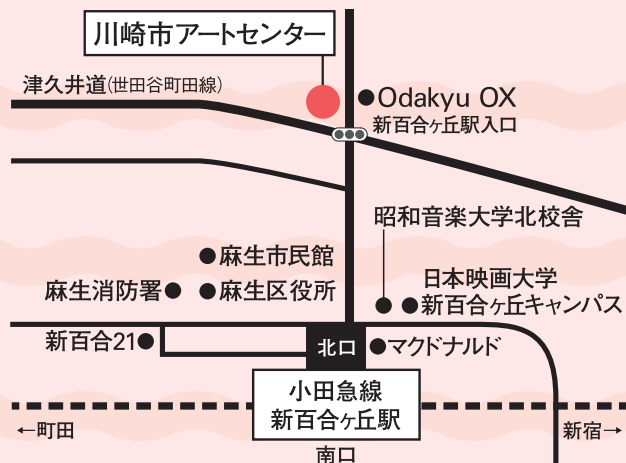 川崎市アートセンター
津久井道(世田谷町田線)
Odakyu OX
新百合ヶ丘駅入口
昭和音楽大学北校舎
麻生市民館
麻生消防署
麻生区役所
日本映画大学
新百合ヶ丘キャンパス
新百合21
北口
マクドナルド
小田急線
新百合ヶ丘駅
←町田
新宿→
南口